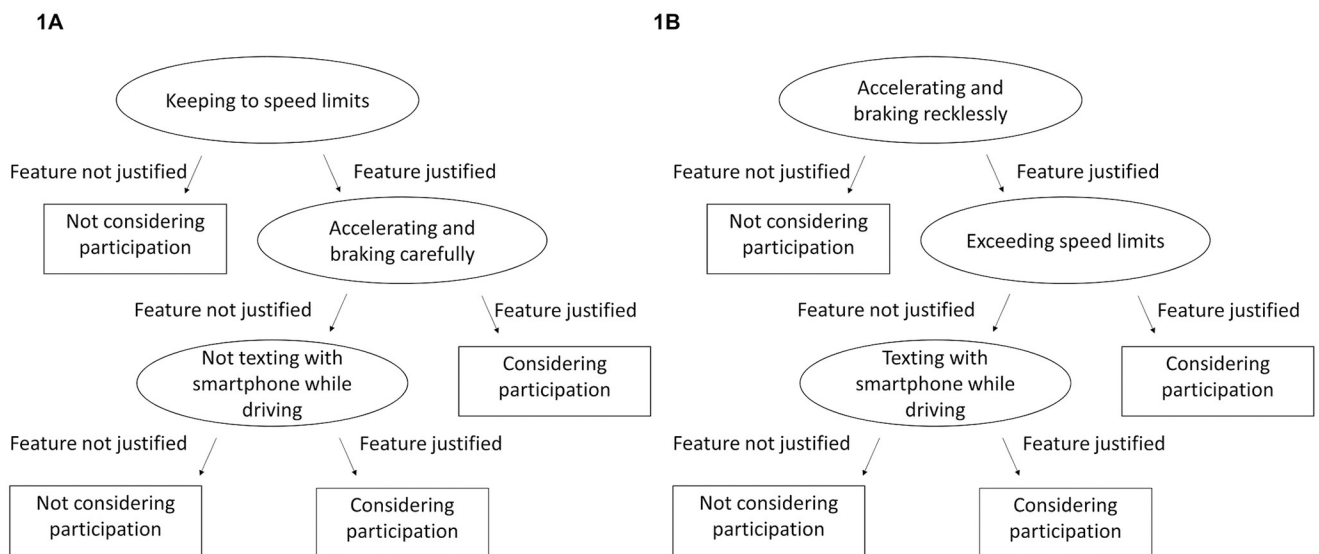 1A
Keeping to speed limits
Feature not justified
Feature justified
Not considering
participation
Accelerating and
braking carefully
Feature not justified
Feature justified
Not texting with
smartphone while
driving
Considering
participation
Feature not justified
Feature justified
Not considering
participation
Considering
participation
1B
Accelerating and
braking recklessly
Feature not justified
Feature justified
Not considering
participation
Exceeding speed limits
Feature not justified
Feature justified
Texting with
smartphone while
driving
Considering
participation
Feature not justified
Feature justified
Not considering
participation
Considering
participation